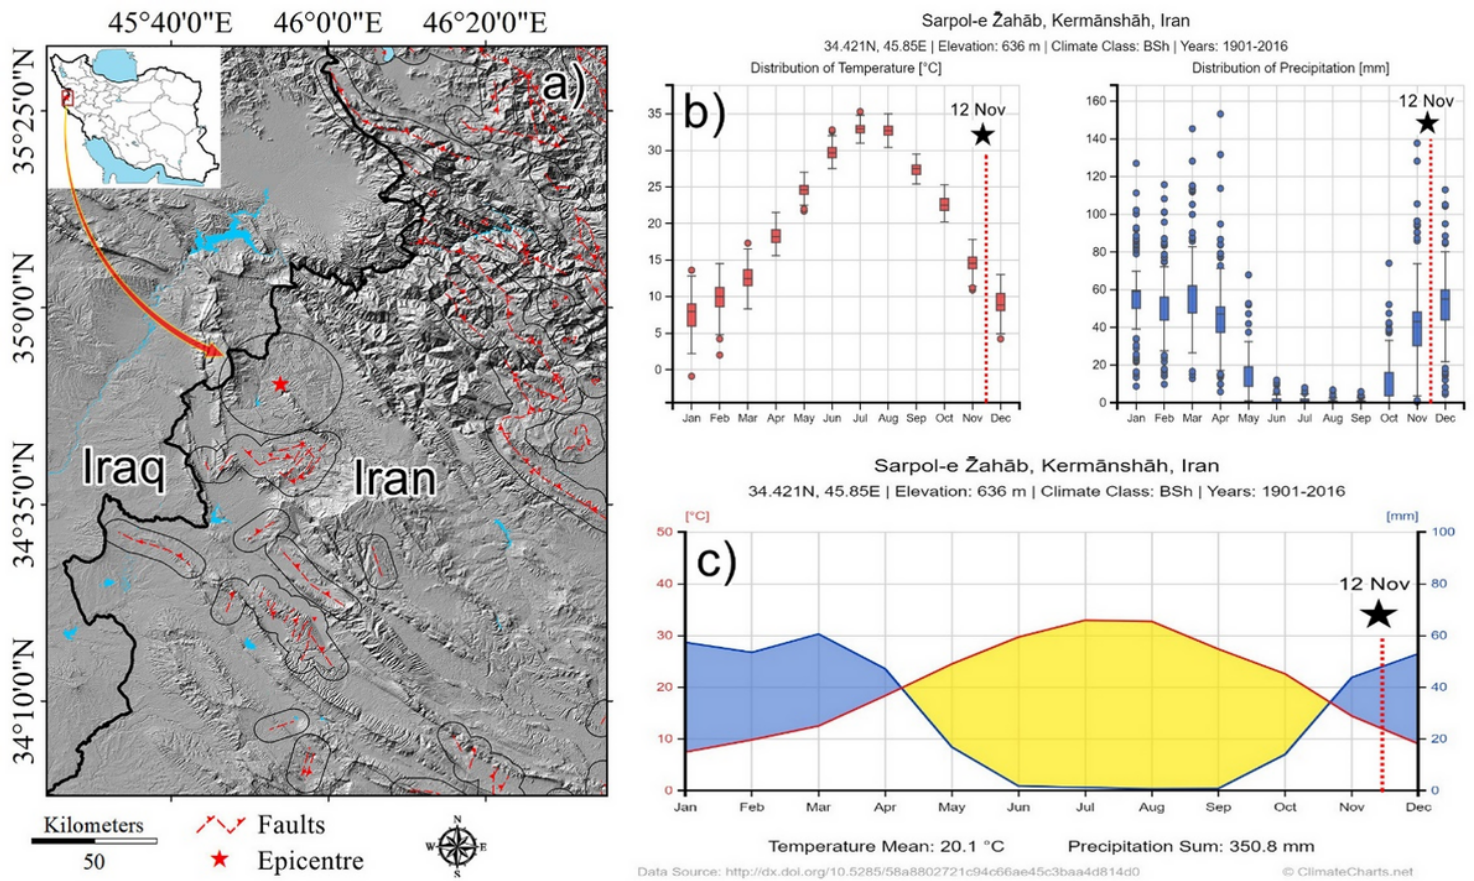 45°40'0"E 46°0'0"E 46°20'0"E
35°25'0"N
35°0'0"N
34°35'0"N
34°10'0"N
a)
Iraq
Iran
Kilometers
50
Faults
Epicentre
N
W E
S
Sarpol-e Z̄ahāb, Kermānshāh, Iran
34.421N, 45.85E | Elevation: 636 m | Climate Class: BSh | Years: 1901-2016
Distribution of Temperature [°C]
b)
12 Nov
35
30
25
20
15
10
5
0
Jan Feb Mar Apr May Jun Jul Aug Sep Oct Nov Dec
Distribution of Precipitation [mm]
12 Nov
160
140
120
100
80
60
40
20
0
Jan Feb Mar Apr May Jun Jul Aug Sep Oct Nov Dec
Sarpol-e Z̄ahāb, Kermānshāh, Iran
34.421N, 45.85E | Elevation: 636 m | Climate Class: BSh | Years: 1901-2016
[°C] [mm]
c)
12 Nov
50 100
40 80
30 60
20 40
10 20
0 0
Jan Feb Mar Apr May Jun Jul Aug Sep Oct Nov Dec
Temperature Mean: 20.1 °C Precipitation Sum: 350.8 mm
Data Source: http://dx.doi.org/10.5285/58a8802721c94c66ae45c3baa4d814d0 © ClimateCharts.net